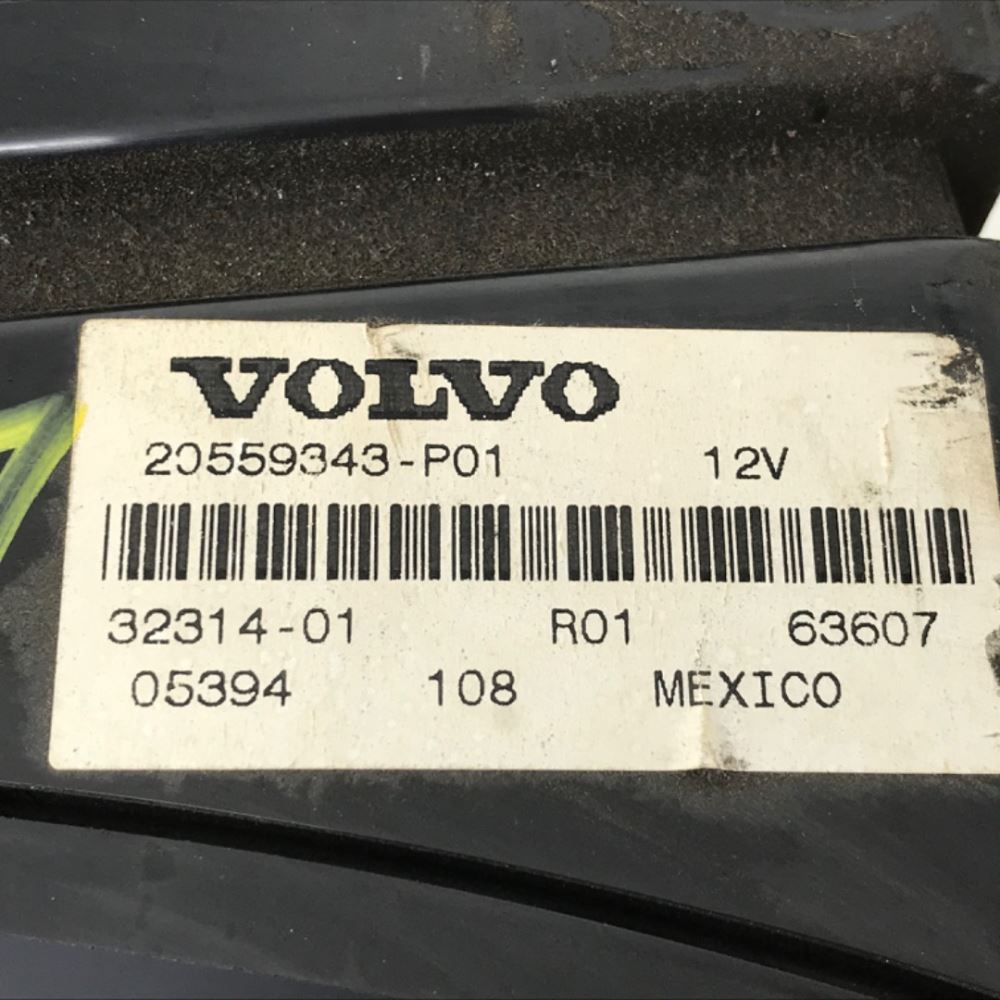 VOLVO
20559343-P01 12V
32314-01 R01 63607
05394 108 MEXICO